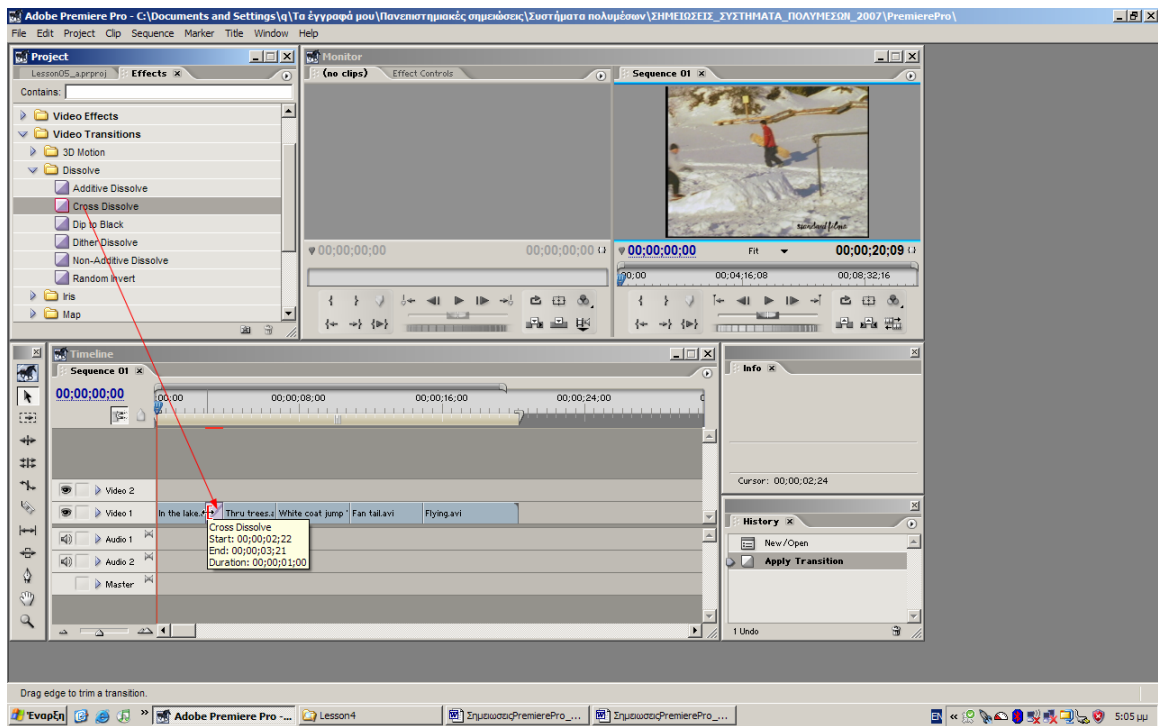 Adobe Premiere Pro - C:\Documents and Settings\q\Τα έγγραφά μου\Πανεπιστημιακές σημειώσεις\Συστήματα πολυμέσων\ΣΗΜΕΙΩΣΕΙΣ_ΣΥΣΤΗΜΑΤΑ_ΠΟΛΥΜΕΣΩΝ_2007\PremierePro\
File Edit Project Clip Sequence Marker Title Window Help
Project
Lesson05_a.prproj Effects
Contains:
Video Effects
Video Transitions
3D Motion
Dissolve
Additive Dissolve
Cross Dissolve
Dip to Black
Dither Dissolve
Non-Additive Dissolve
Random Invert
Iris
Map
Monitor
(no clips) Effect Controls
00;00;00;00 00;00;00;00
Sequence 01
standard films
00;00;00;00 Fit 00;00;20;09
00;00 00;04;16;08 00;08;32;16
Timeline
Sequence 01
00;00;00;00
;00;00 00;00;08;00 00;00;16;00 00;00;24;00 0
Video 2
Video 1 In the lake. Thru trees.a White coat jump ' Fan tail.avi Flying.avi
Cross Dissolve
Start: 00;00;02;22
End: 00;00;03;21
Duration: 00;00;01;00
Audio 1
Audio 2
Master
Info
Cursor: 00;00;02;24
History
New/Open
Apply Transition
1 Undo
Drag edge to trim a transition.
Έναρξη » Adobe Premiere Pro -... Lesson4 ΣημειωσειςPremierePro_... ΣημειωσειςPremierePro_... « 5:05 μμ